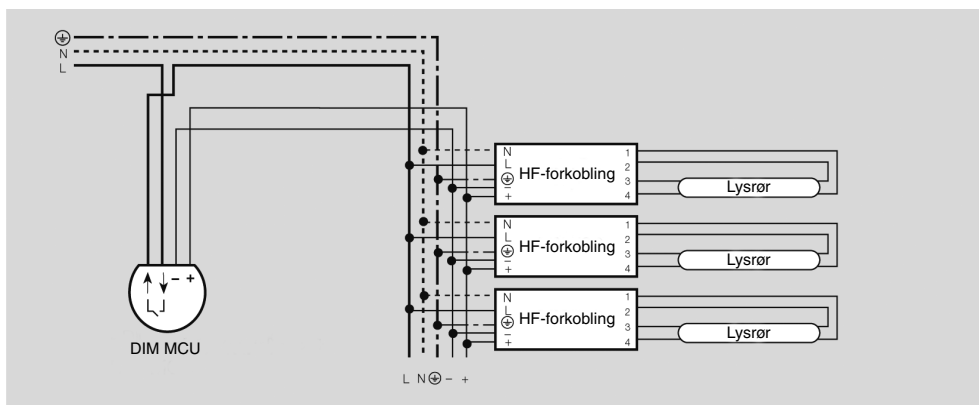 ⏚
N
L
N
L
⏚
−
+
HF-forkobling
1
2
3
4
Lysrør
N
L
⏚
−
+
HF-forkobling
1
2
3
4
Lysrør
− +
DIM MCU
N
L
⏚
−
+
HF-forkobling
1
2
3
4
Lysrør
L N ⏚ − +